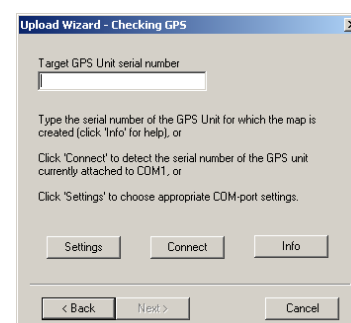 Upload Wizard - Checking GPS
Target GPS Unit serial number
Type the serial number of the GPS Unit for which the map is
created (click 'Info' for help), or
Click 'Connect' to detect the serial number of the GPS unit
currently attached to COM1, or
Click 'Settings' to choose appropriate COM-port settings.
Settings Connect Info
< Back Next > Cancel